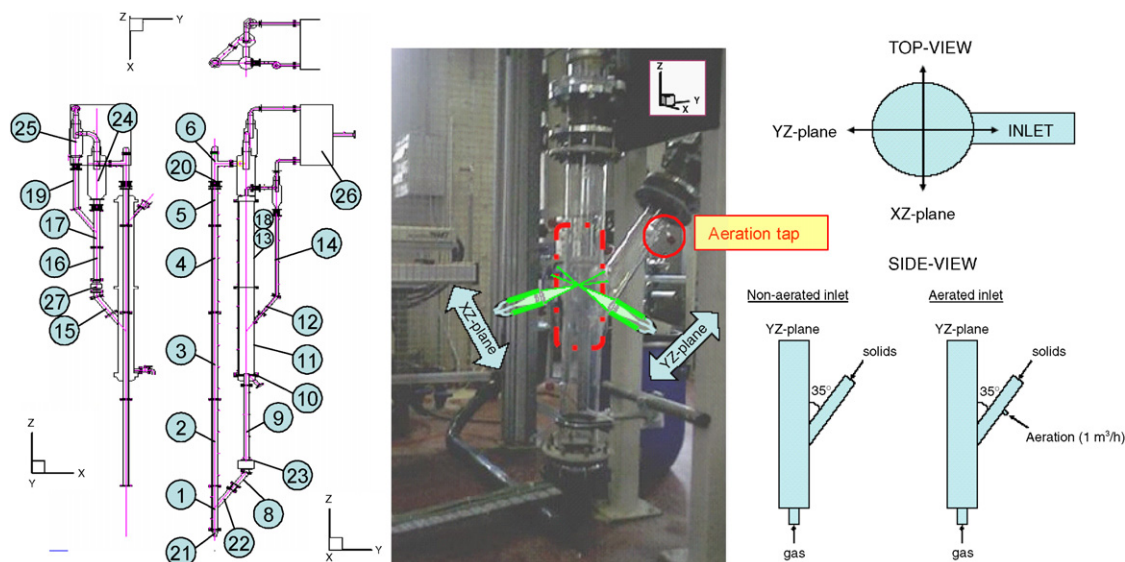 Z
Y
X
25
24
19
17
16
27
15
6
20
5
18
13
4
14
26
12
3
11
10
2
9
23
1
8
22
21
Z
Y
X
Z
X
Y
Z
Y
X
Aeration tap
XZ-plane
YZ-plane
TOP-VIEW
YZ-plane
INLET
XZ-plane
SIDE-VIEW
Non-aerated inlet
YZ-plane
solids
35°
gas
Aerated inlet
YZ-plane
solids
35°
Aeration (1 m³/h)
gas